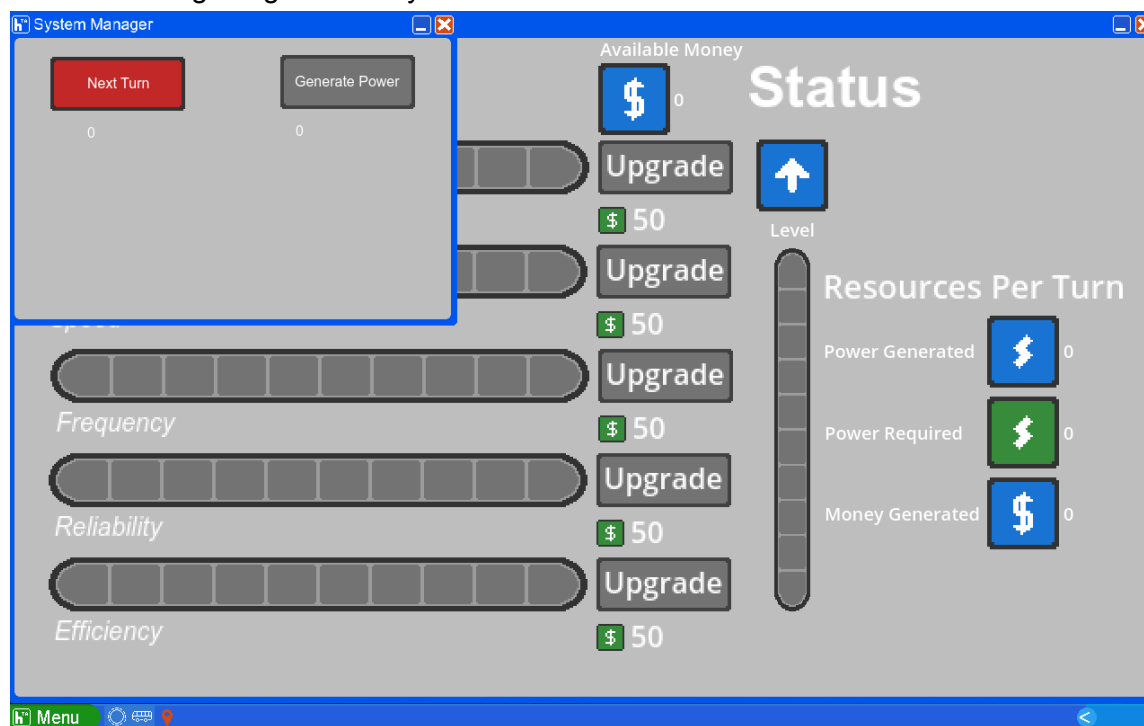 System Manager
Next Turn
Generate Power
0
0
Available Money
$
0
Status
Upgrade
$ 50
Level
Upgrade
$ 50
Resources Per Turn
Power Generated
0
Upgrade
Frequency
$ 50
Power Required
0
Upgrade
Reliability
$ 50
Money Generated
$
0
Upgrade
Efficiency
$ 50
Menu